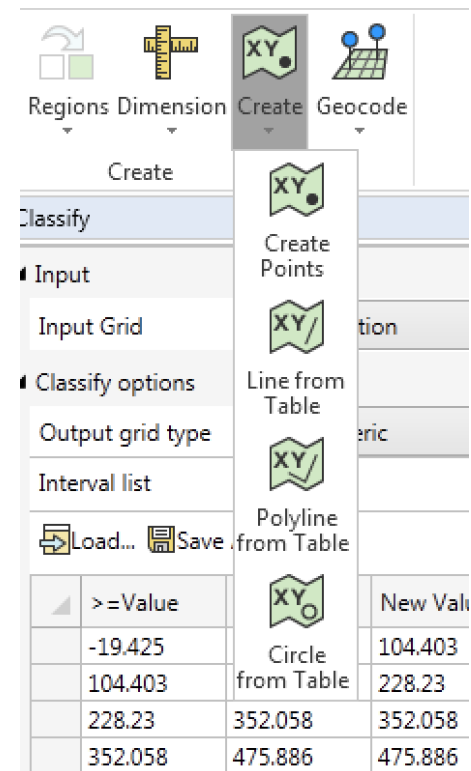 Regions Dimension Create Geocode
Create
Classify
Create
Points
Input
Input Grid
Line from
Table
Classify options
Output grid type
Interval list
Polyline
from Table
Load... Save
>=Value
New Valu
Circle
from Table
-19.425 104.403
104.403 228.23
228.23 352.058 352.058
352.058 475.886 475.886
XY
XY
XY/
XY
XY